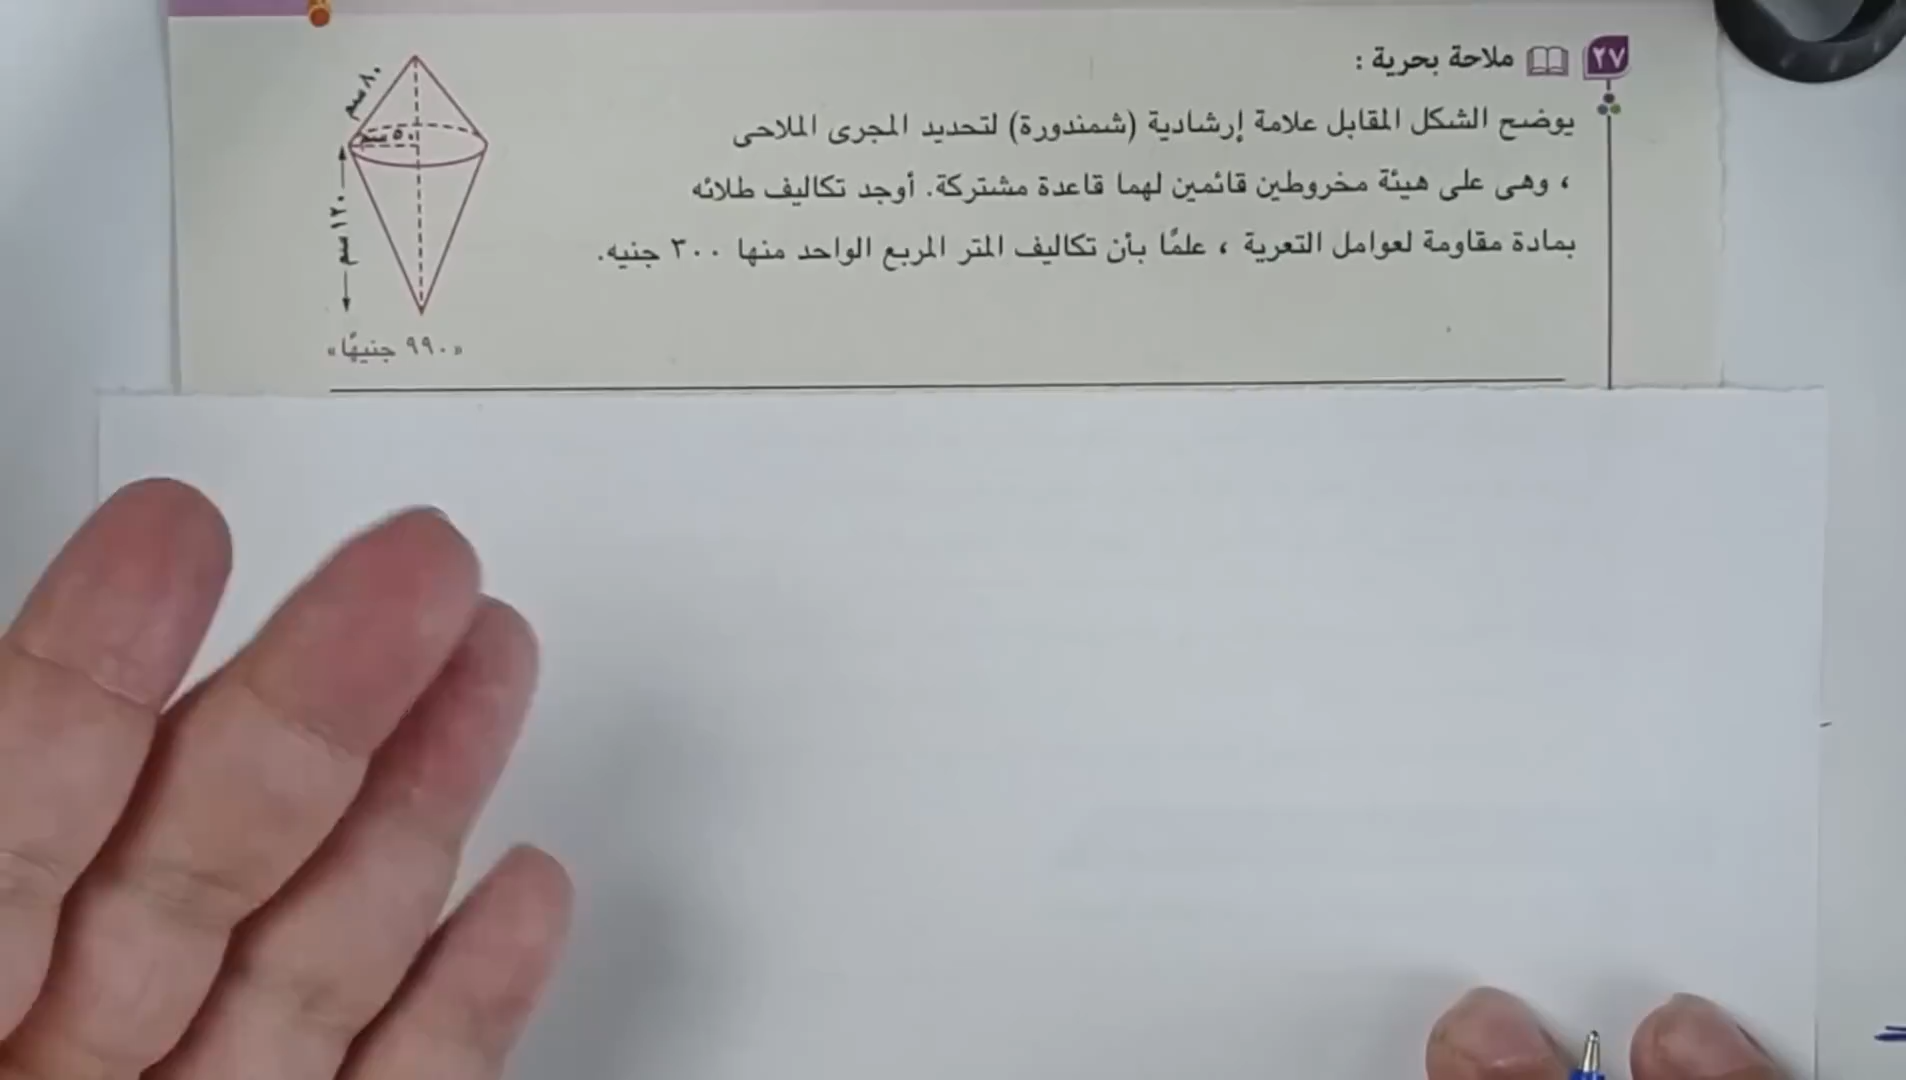 ٢٧ ملاحة بحرية :
يوضح الشكل المقابل علامة إرشادية (شمندورة) لتحديد المجرى الملاحى
، وهى على هيئة مخروطين قائمين لهما قاعدة مشتركة. أوجد تكاليف طلائه
بمادة مقاومة لعوامل التعرية ، علمًا بأن تكاليف المتر المربع الواحد منها ٣٠٠ جنيه.
٨٠ سم
٥٠ سم
١٢٠ سم
«٩٩٠ جنيهًا»